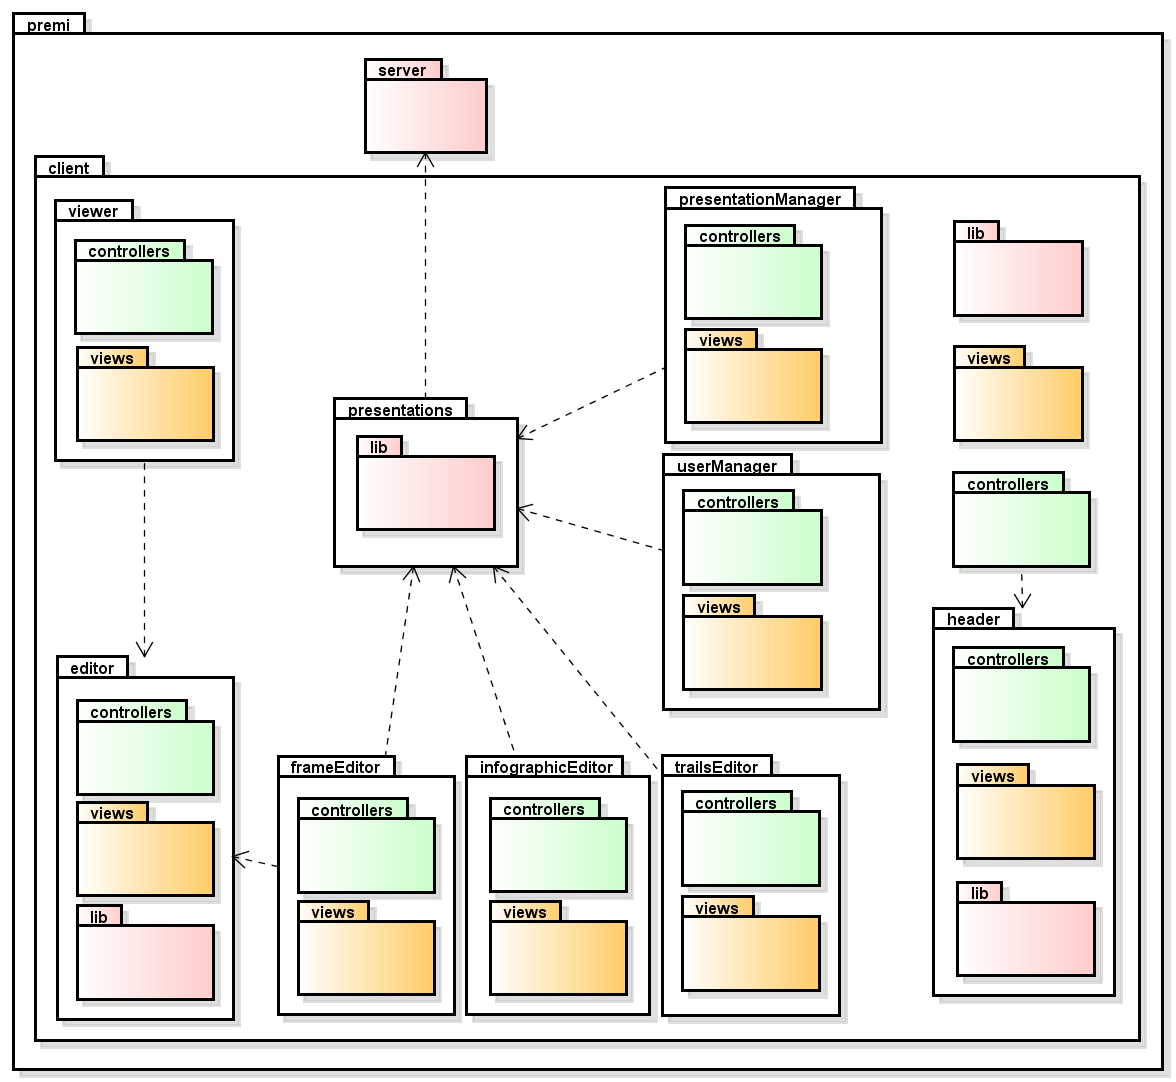 premi
server
client
viewer
controllers
views
presentationManager
controllers
views
lib
views
controllers
presentations
lib
userManager
controllers
views
header
controllers
views
lib
editor
controllers
views
lib
frameEditor
controllers
views
infographicEditor
controllers
views
trailsEditor
controllers
views